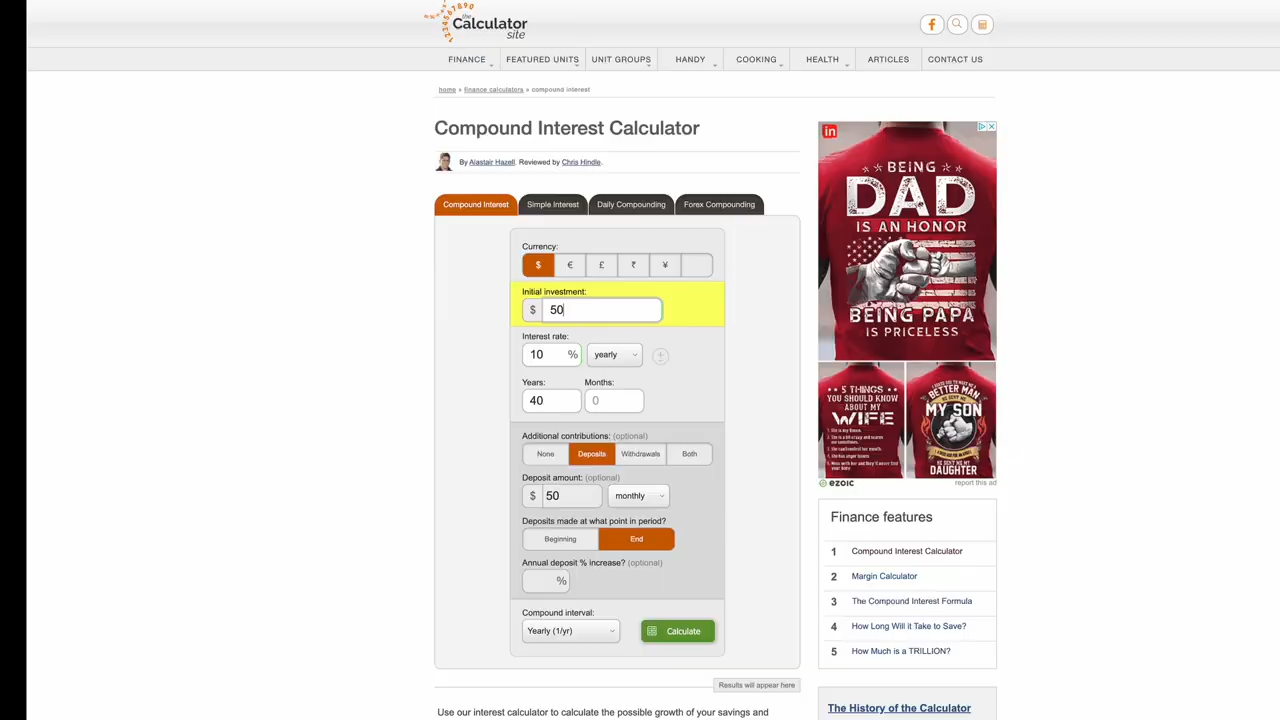 the
Calculator
site
FINANCE FEATURED UNITS UNIT GROUPS HANDY COOKING HEALTH ARTICLES CONTACT US
home » finance calculators » compound interest
Compound Interest Calculator
By Alastair Hazell. Reviewed by Chris Hindle.
Compound Interest Simple Interest Daily Compounding Forex Compounding
Currency:
$ € £ ₹ ¥
Initial investment:
$ 50
Interest rate:
10 % yearly
Years: Months:
40 0
Additional contributions: (optional)
None Deposits Withdrawals Both
Deposit amount: (optional)
$ 50 monthly
Deposits made at what point in period?
Beginning End
Annual deposit % increase? (optional)
%
Compound interval:
Yearly (1/yr) Calculate
Results will appear here
Use our interest calculator to calculate the possible growth of your savings and
in
BEING
DAD
IS AN HONOR
BEING PAPA
IS PRICELESS
5 THINGS
YOU SHOULD KNOW
ABOUT MY
WIFE
BETTER MAN
MY SON
DAUGHTER
ezoic report this ad
Finance features
1 Compound Interest Calculator
2 Margin Calculator
3 The Compound Interest Formula
4 How Long Will it Take to Save?
5 How Much is a TRILLION?
The History of the Calculator